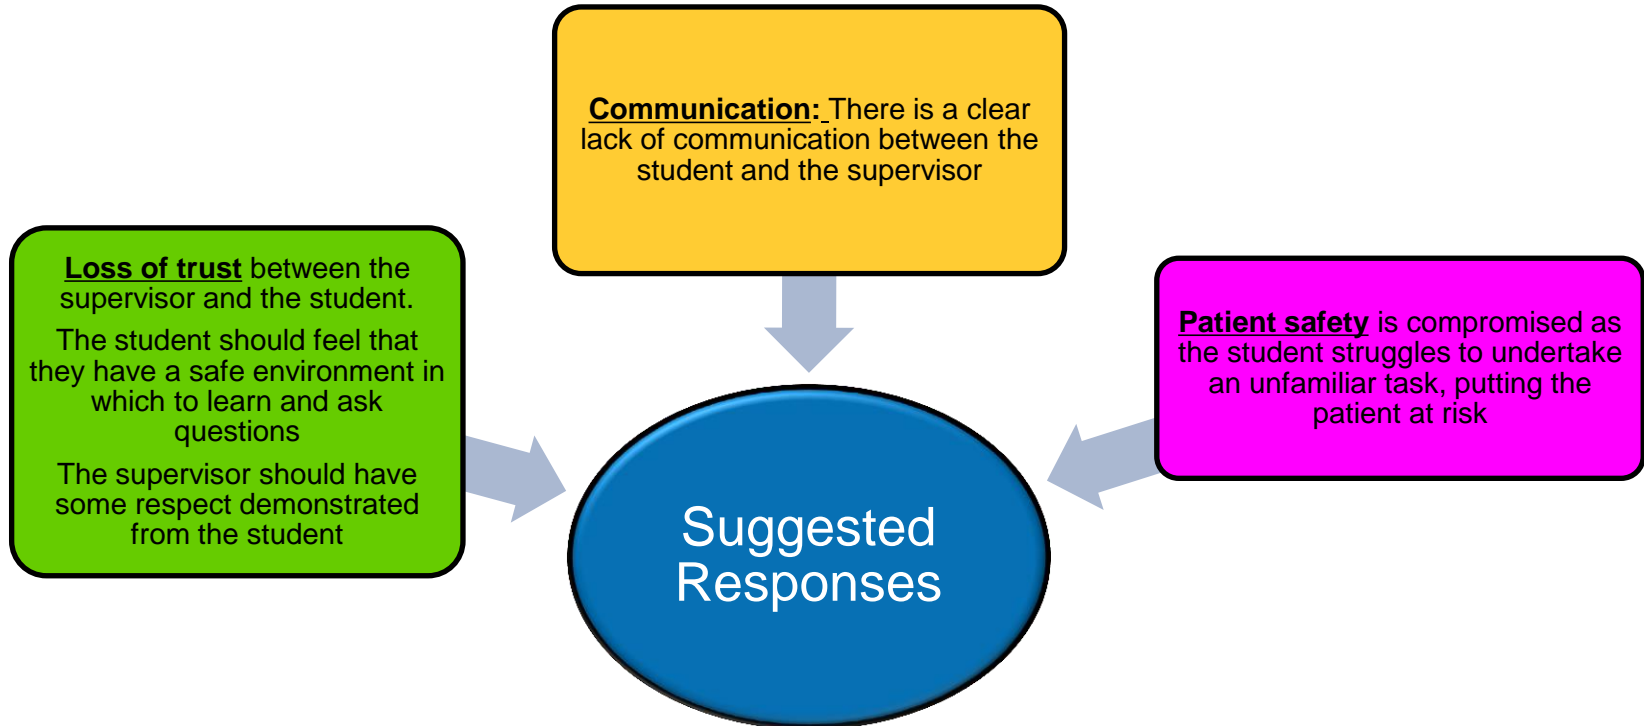 Communication: There is a clear
lack of communication between the
student and the supervisor
Loss of trust between the
supervisor and the student.
The student should feel that
they have a safe environment in
which to learn and ask
questions
The supervisor should have
some respect demonstrated
from the student
Patient safety is compromised as
the student struggles to undertake
an unfamiliar task, putting the
patient at risk
Suggested
Responses